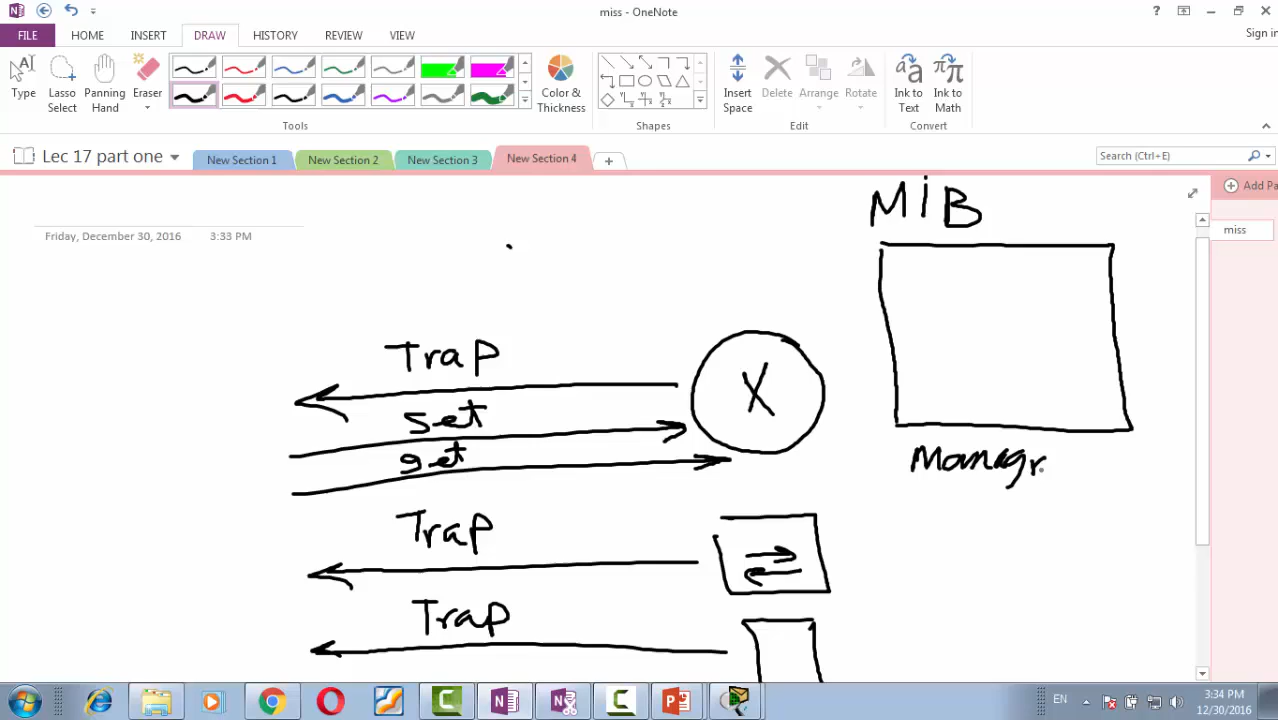 miss - OneNote
Sign in
FILE HOME INSERT DRAW HISTORY REVIEW VIEW
Type
Lasso Select
Panning Hand
Eraser
Color & Thickness
Insert Space
Delete
Arrange
Rotate
Ink to Text
Ink to Math
Tools Shapes Edit Convert
Lec 17 part one New Section 1 New Section 2 New Section 3 New Section 4 Search (Ctrl+E)
Add Pa
miss
Friday, December 30, 2016 3:33 PM
MIB
Trap
X
set
get
Managr
Trap
Trap
EN 3:34 PM
12/30/2016